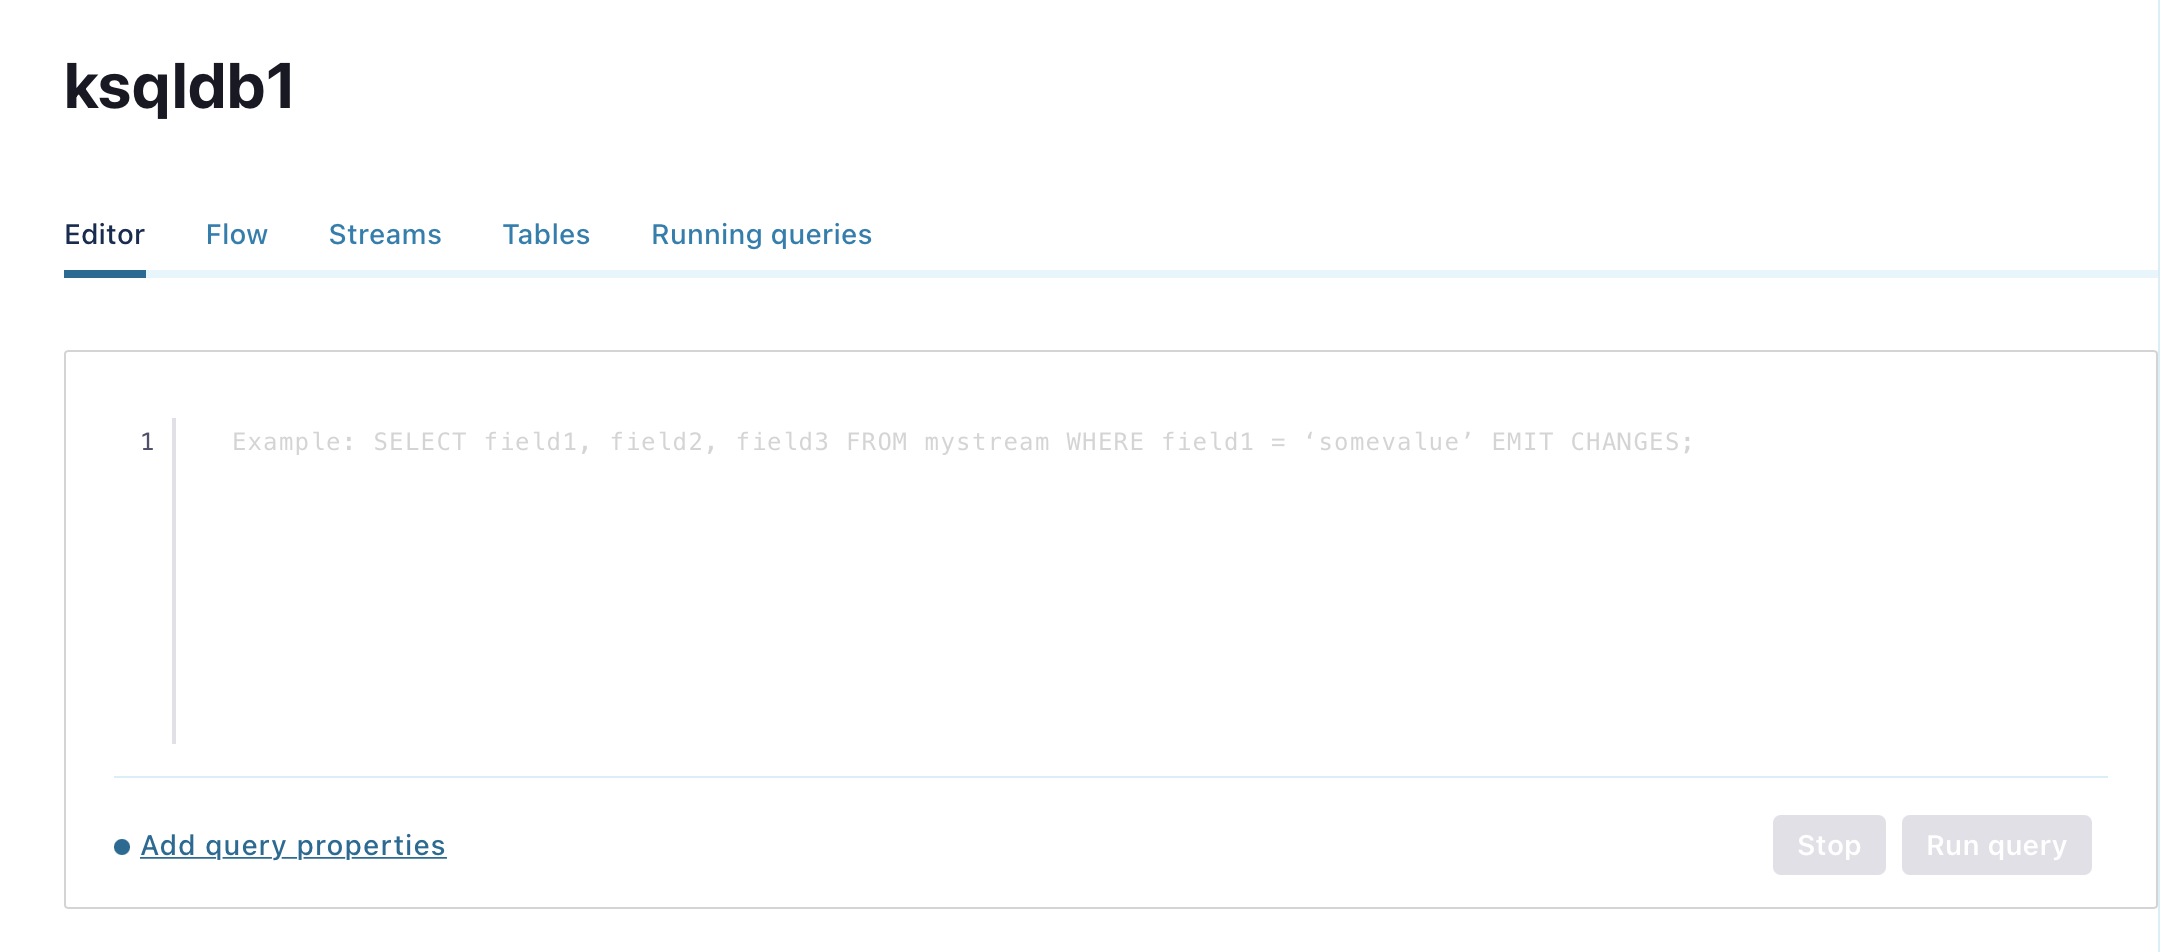 ksqldb1
Editor Flow Streams Tables Running queries
1 Example: SELECT field1, field2, field3 FROM mystream WHERE field1 = ‘somevalue’ EMIT CHANGES;
Add query properties Stop Run query